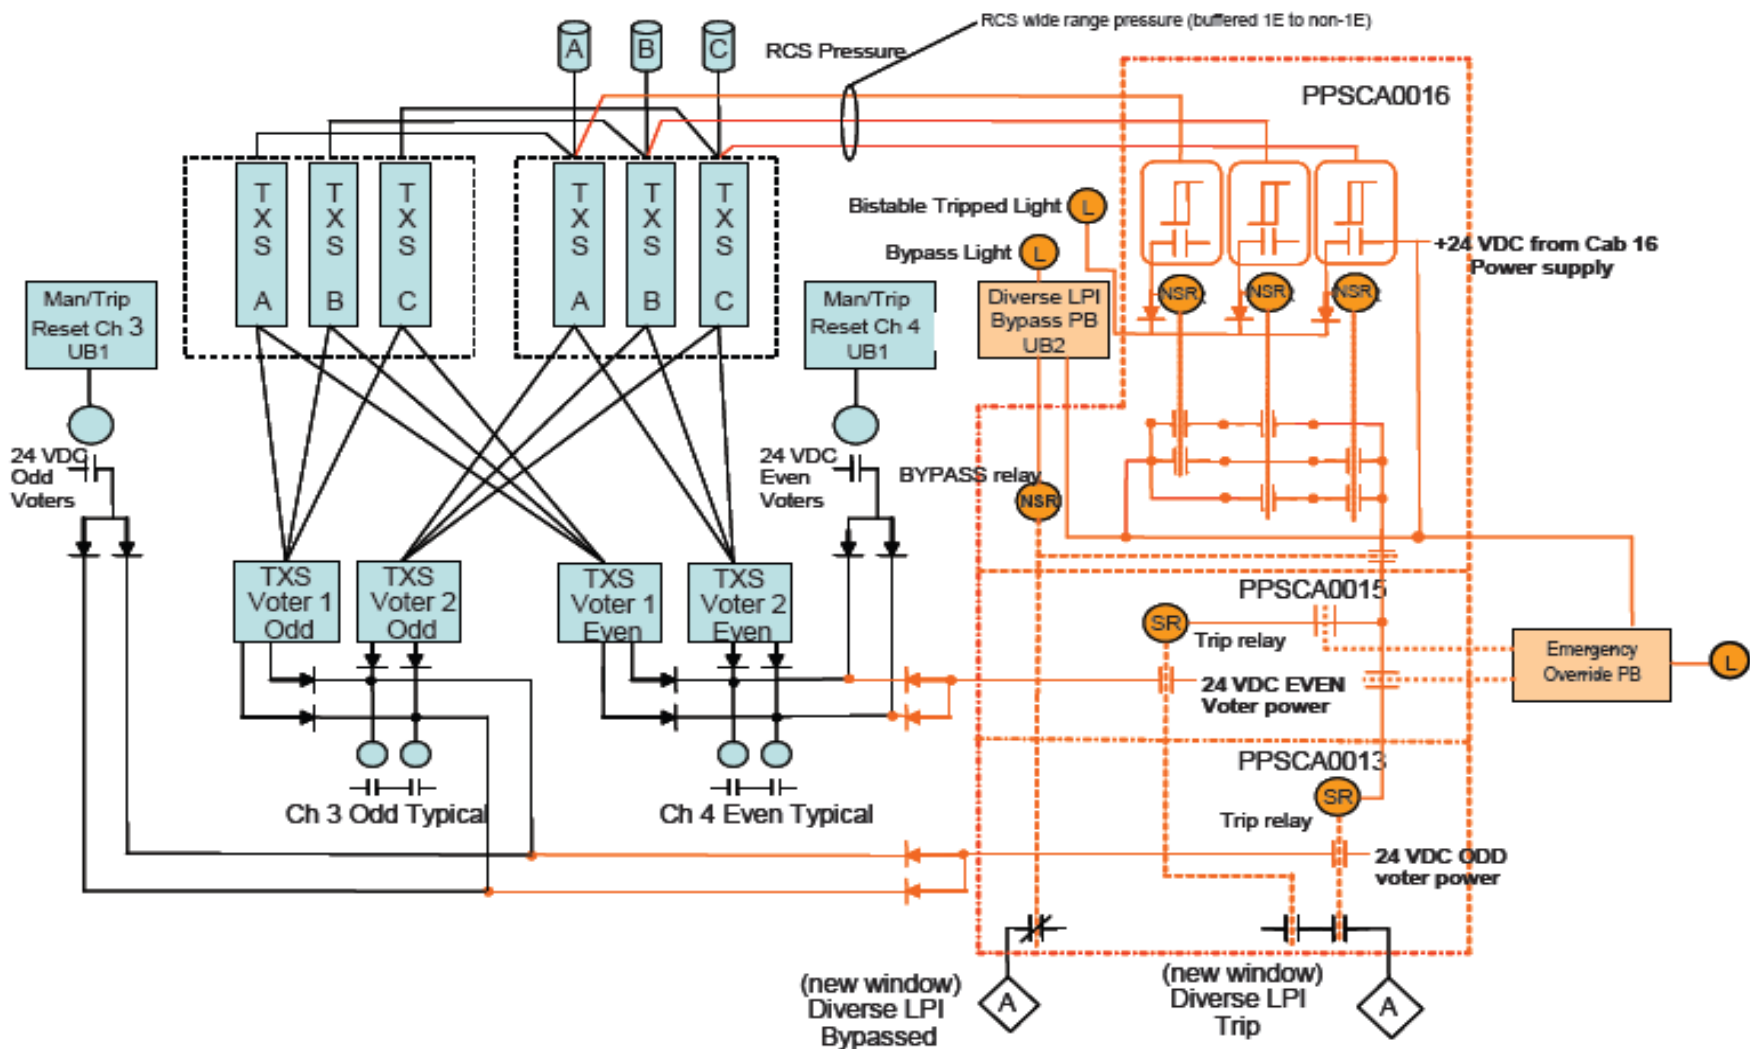 RCS wide range pressure (buffered 1E to non-1E)
A
B
C
RCS Pressure
PPSCA0016
T
X
S
A
T
X
S
B
T
X
S
C
T
X
S
A
T
X
S
B
T
X
S
C
Bistable Tripped Light
L
Bypass Light
L
+24 VDC from Cab 16
Power supply
NSR
NSR
NSR
Man/Trip
Reset Ch 3
UB1
Man/Trip
Reset Ch 4
UB1
Diverse LPI
Bypass PB
UB2
24 VDC
Odd
Voters
24 VDC
Even
Voters
BYPASS relay
NSR
TXS
Voter 1
Odd
TXS
Voter 2
Odd
TXS
Voter 1
Even
TXS
Voter 2
Even
PPSCA0015
SR
Trip relay
Emergency
Override PB
L
24 VDC EVEN
Voter power
PPSCA0013
SR
Trip relay
Ch 3 Odd Typical
Ch 4 Even Typical
24 VDC ODD
voter power
(new window)
Diverse LPI
Bypassed
A
(new window)
Diverse LPI
Trip
A